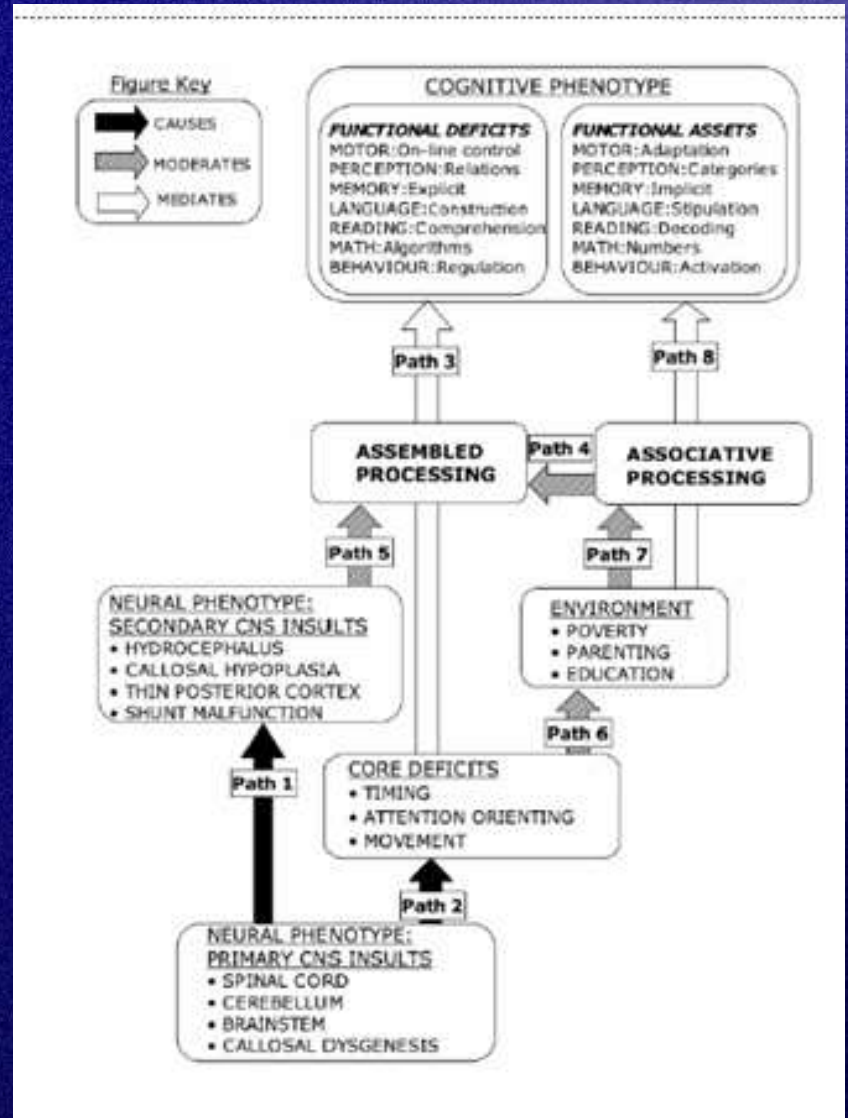 Figure Key
CAUSES
MODERATES
MEDIATES
COGNITIVE PHENOTYPE
FUNCTIONAL DEFICITS
MOTOR:On-line control
PERCEPTION:Relations
MEMORY:Explicit
LANGUAGE:Construction
READING:Comprehension
MATH:Algorithms
BEHAVIOUR:Regulation
FUNCTIONAL ASSETS
MOTOR:Adaptation
PERCEPTION:Categories
MEMORY:Implicit
LANGUAGE:Stipulation
READING:Decoding
MATH:Numbers
BEHAVIOUR:Activation
Path 3
Path 8
ASSEMBLED
PROCESSING
Path 4
ASSOCIATIVE
PROCESSING
Path 5
Path 7
NEURAL PHENOTYPE:
SECONDARY CNS INSULTS
• HYDROCEPHALUS
• CALLOSAL HYPOPLASIA
• THIN POSTERIOR CORTEX
• SHUNT MALFUNCTION
ENVIRONMENT
• POVERTY
• PARENTING
• EDUCATION
Path 6
Path 1
CORE DEFICITS
• TIMING
• ATTENTION ORIENTING
• MOVEMENT
Path 2
NEURAL PHENOTYPE:
PRIMARY CNS INSULTS
• SPINAL CORD
• CEREBELLUM
• BRAINSTEM
• CALLOSAL DYSGENESIS